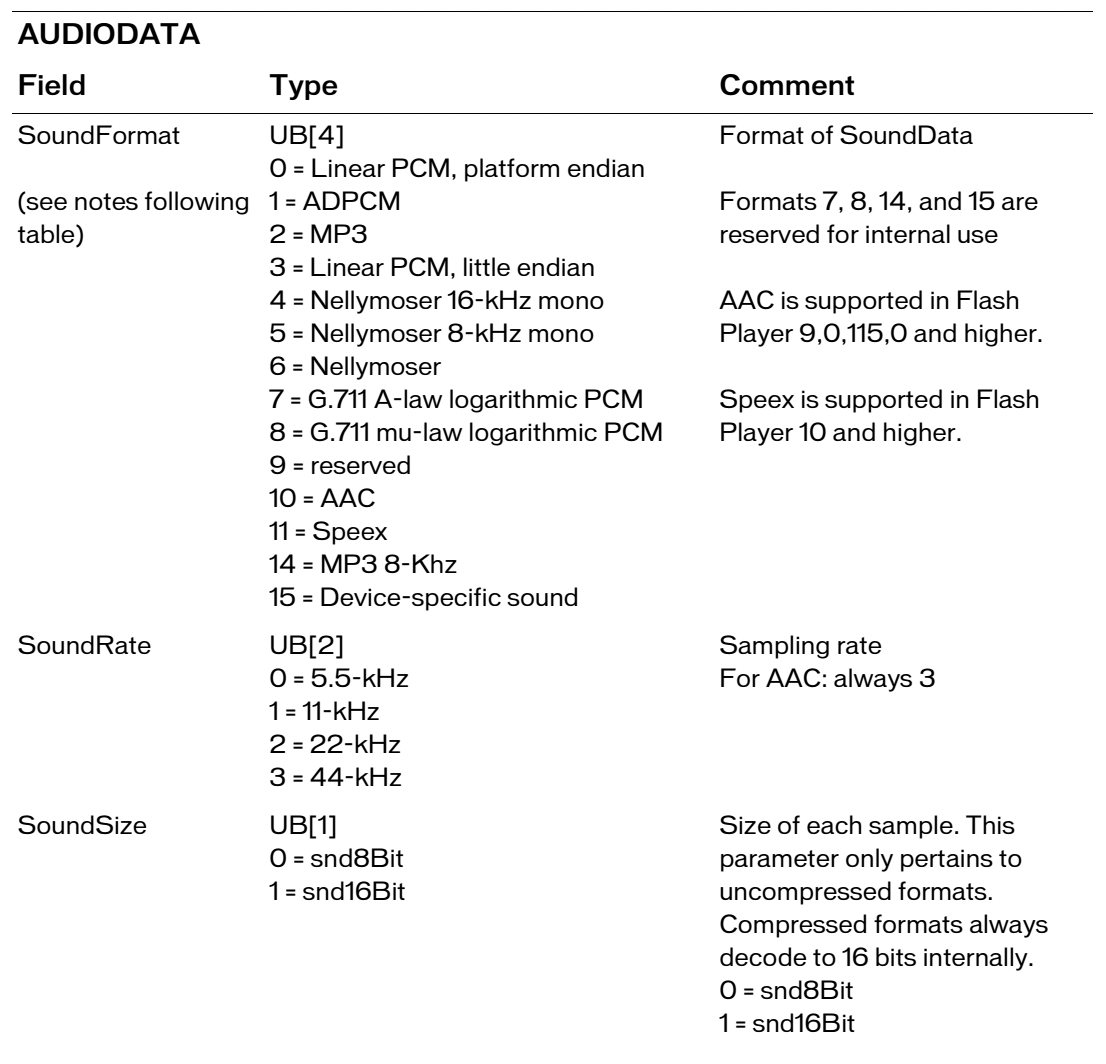 AUDIODATA
Field Type Comment
SoundFormat UB[4] Format of SoundData
0 = Linear PCM, platform endian
(see notes following 1 = ADPCM Formats 7, 8, 14, and 15 are
table) 2 = MP3 reserved for internal use
3 = Linear PCM, little endian
4 = Nellymoser 16-kHz mono AAC is supported in Flash
5 = Nellymoser 8-kHz mono Player 9,0,115,0 and higher.
6 = Nellymoser
7 = G.711 A-law logarithmic PCM Speex is supported in Flash
8 = G.711 mu-law logarithmic PCM Player 10 and higher.
9 = reserved
10 = AAC
11 = Speex
14 = MP3 8-Khz
15 = Device-specific sound
SoundRate UB[2] Sampling rate
0 = 5.5-kHz For AAC: always 3
1 = 11-kHz
2 = 22-kHz
3 = 44-kHz
SoundSize UB[1] Size of each sample. This
0 = snd8Bit parameter only pertains to
1 = snd16Bit uncompressed formats.
Compressed formats always
decode to 16 bits internally.
0 = snd8Bit
1 = snd16Bit